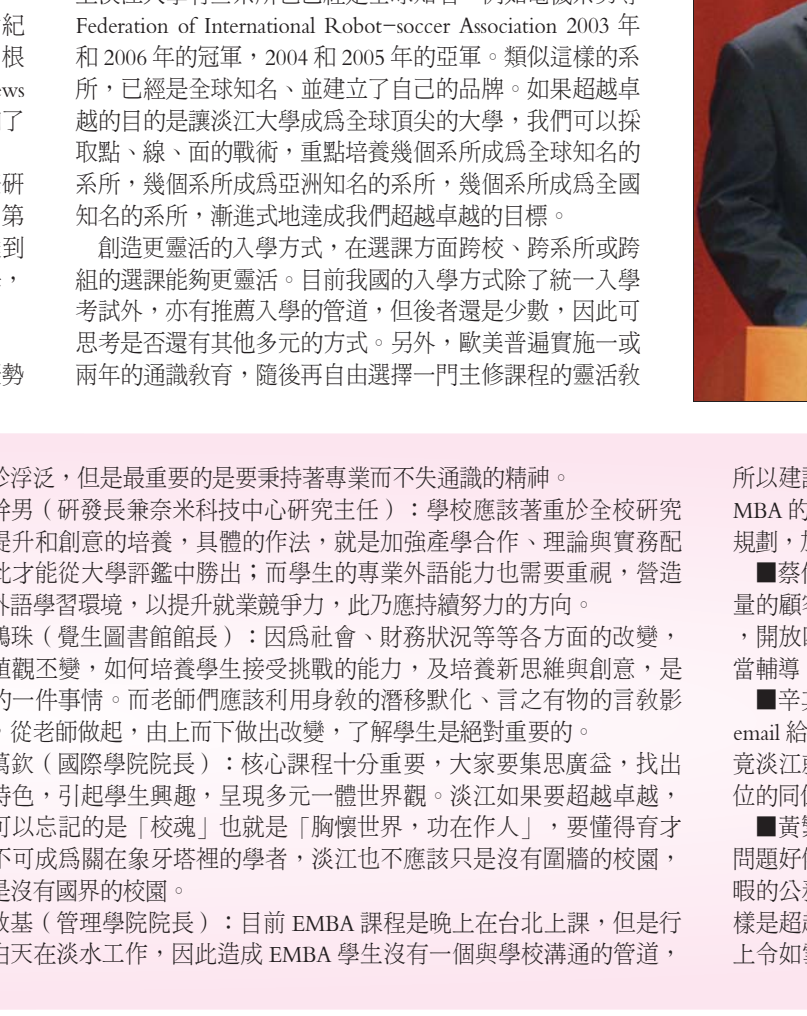 紀
根
ews
了
Federation of International Robot-soccer Association 2003 年
和 2006 年的冠軍，2004 和 2005 年的亞軍。類似這樣的系
所，已經是全球知名、並建立了自己的品牌。如果超越卓
越的目的是讓淡江大學成為全球頂尖的大學，我們可以採
取點、線、面的戰術，重點培養幾個系所成為全球知名的
系所，幾個系所成為亞洲知名的系所，幾個系所成為全國
知名的系所，漸進式地達成我們超越卓越的目標。
創造更靈活的入學方式，在選課方面跨校、跨系所或跨
組的選課能夠更靈活。目前我國的入學方式除了統一入學
考試外，亦有推薦入學的管道，但後者還是少數，因此可
思考是否還有其他多元的方式。另外，歐美普遍實施一或
兩年的通識教育，隨後再自由選擇一門主修課程的靈活教
研
第
到
，
勢
於浮泛，但是最重要的是要秉持著專業而不失通識的精神。
幹男（研發長兼奈米科技中心研究主任）：學校應該著重於全校研究
提升和創意的培養，具體的作法，就是加強產學合作、理論與實務配
此才能從大學評鑑中勝出；而學生的專業外語能力也需要重視，營造
外語學習環境，以提升就業競爭力，此乃應持續努力的方向。
鴻珠（覺生圖書館館長）：因為社會、財務狀況等等各方面的改變，
值觀丕變，如何培養學生接受挑戰的能力，及培養新思維與創意，是
的一件事情。而老師們應該利用身教的潛移默化、言之有物的言教影
，從老師做起，由上而下做出改變，了解學生是絕對重要的。
萬欽（國際學院院長）：核心課程十分重要，大家要集思廣益，找出
特色，引起學生興趣，呈現多元一體世界觀。淡江如果要超越卓越，
可以忘記的是「校魂」也就是「胸懷世界，功在作人」，要懂得育才
不可成為關在象牙塔裡的學者，淡江也不應該只是沒有圍牆的校園，
是沒有國界的校園。
政基（管理學院院長）：目前 EMBA 課程是晚上在台北上課，但是行
白天在淡水工作，因此造成 EMBA 學生沒有一個與學校溝通的管道，
所以建
MBA 的
規劃，
■蔡
量的顧客
，開放
當輔導
■辛
email 給
竟淡江
位的同
■黃
問題好
暇的公
樣是超
上令如